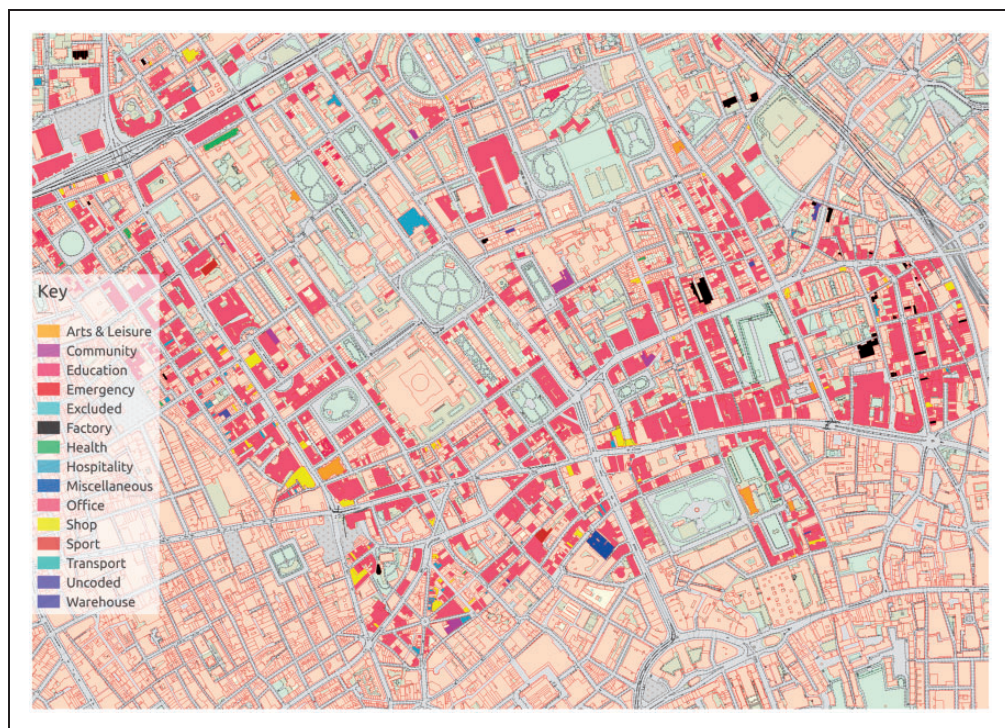 Key
Arts & Leisure
Community
Education
Emergency
Excluded
Factory
Health
Hospitality
Miscellaneous
Office
Shop
Sport
Transport
Uncoded
Warehouse